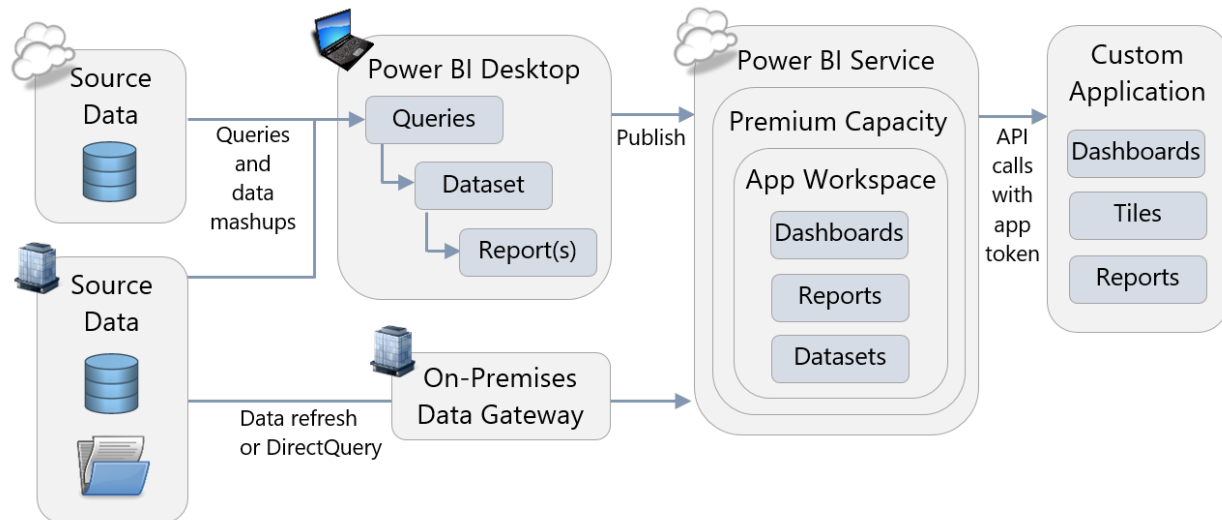 Source
Data
Queries
and
data
mashups
Source
Data
Data refresh
or DirectQuery
Power BI Desktop
Queries
Dataset
Report(s)
On-Premises
Data Gateway
Publish
Power BI Service
Premium Capacity
App Workspace
Dashboards
Reports
Datasets
API
calls
with
app
token
Custom
Application
Dashboards
Tiles
Reports